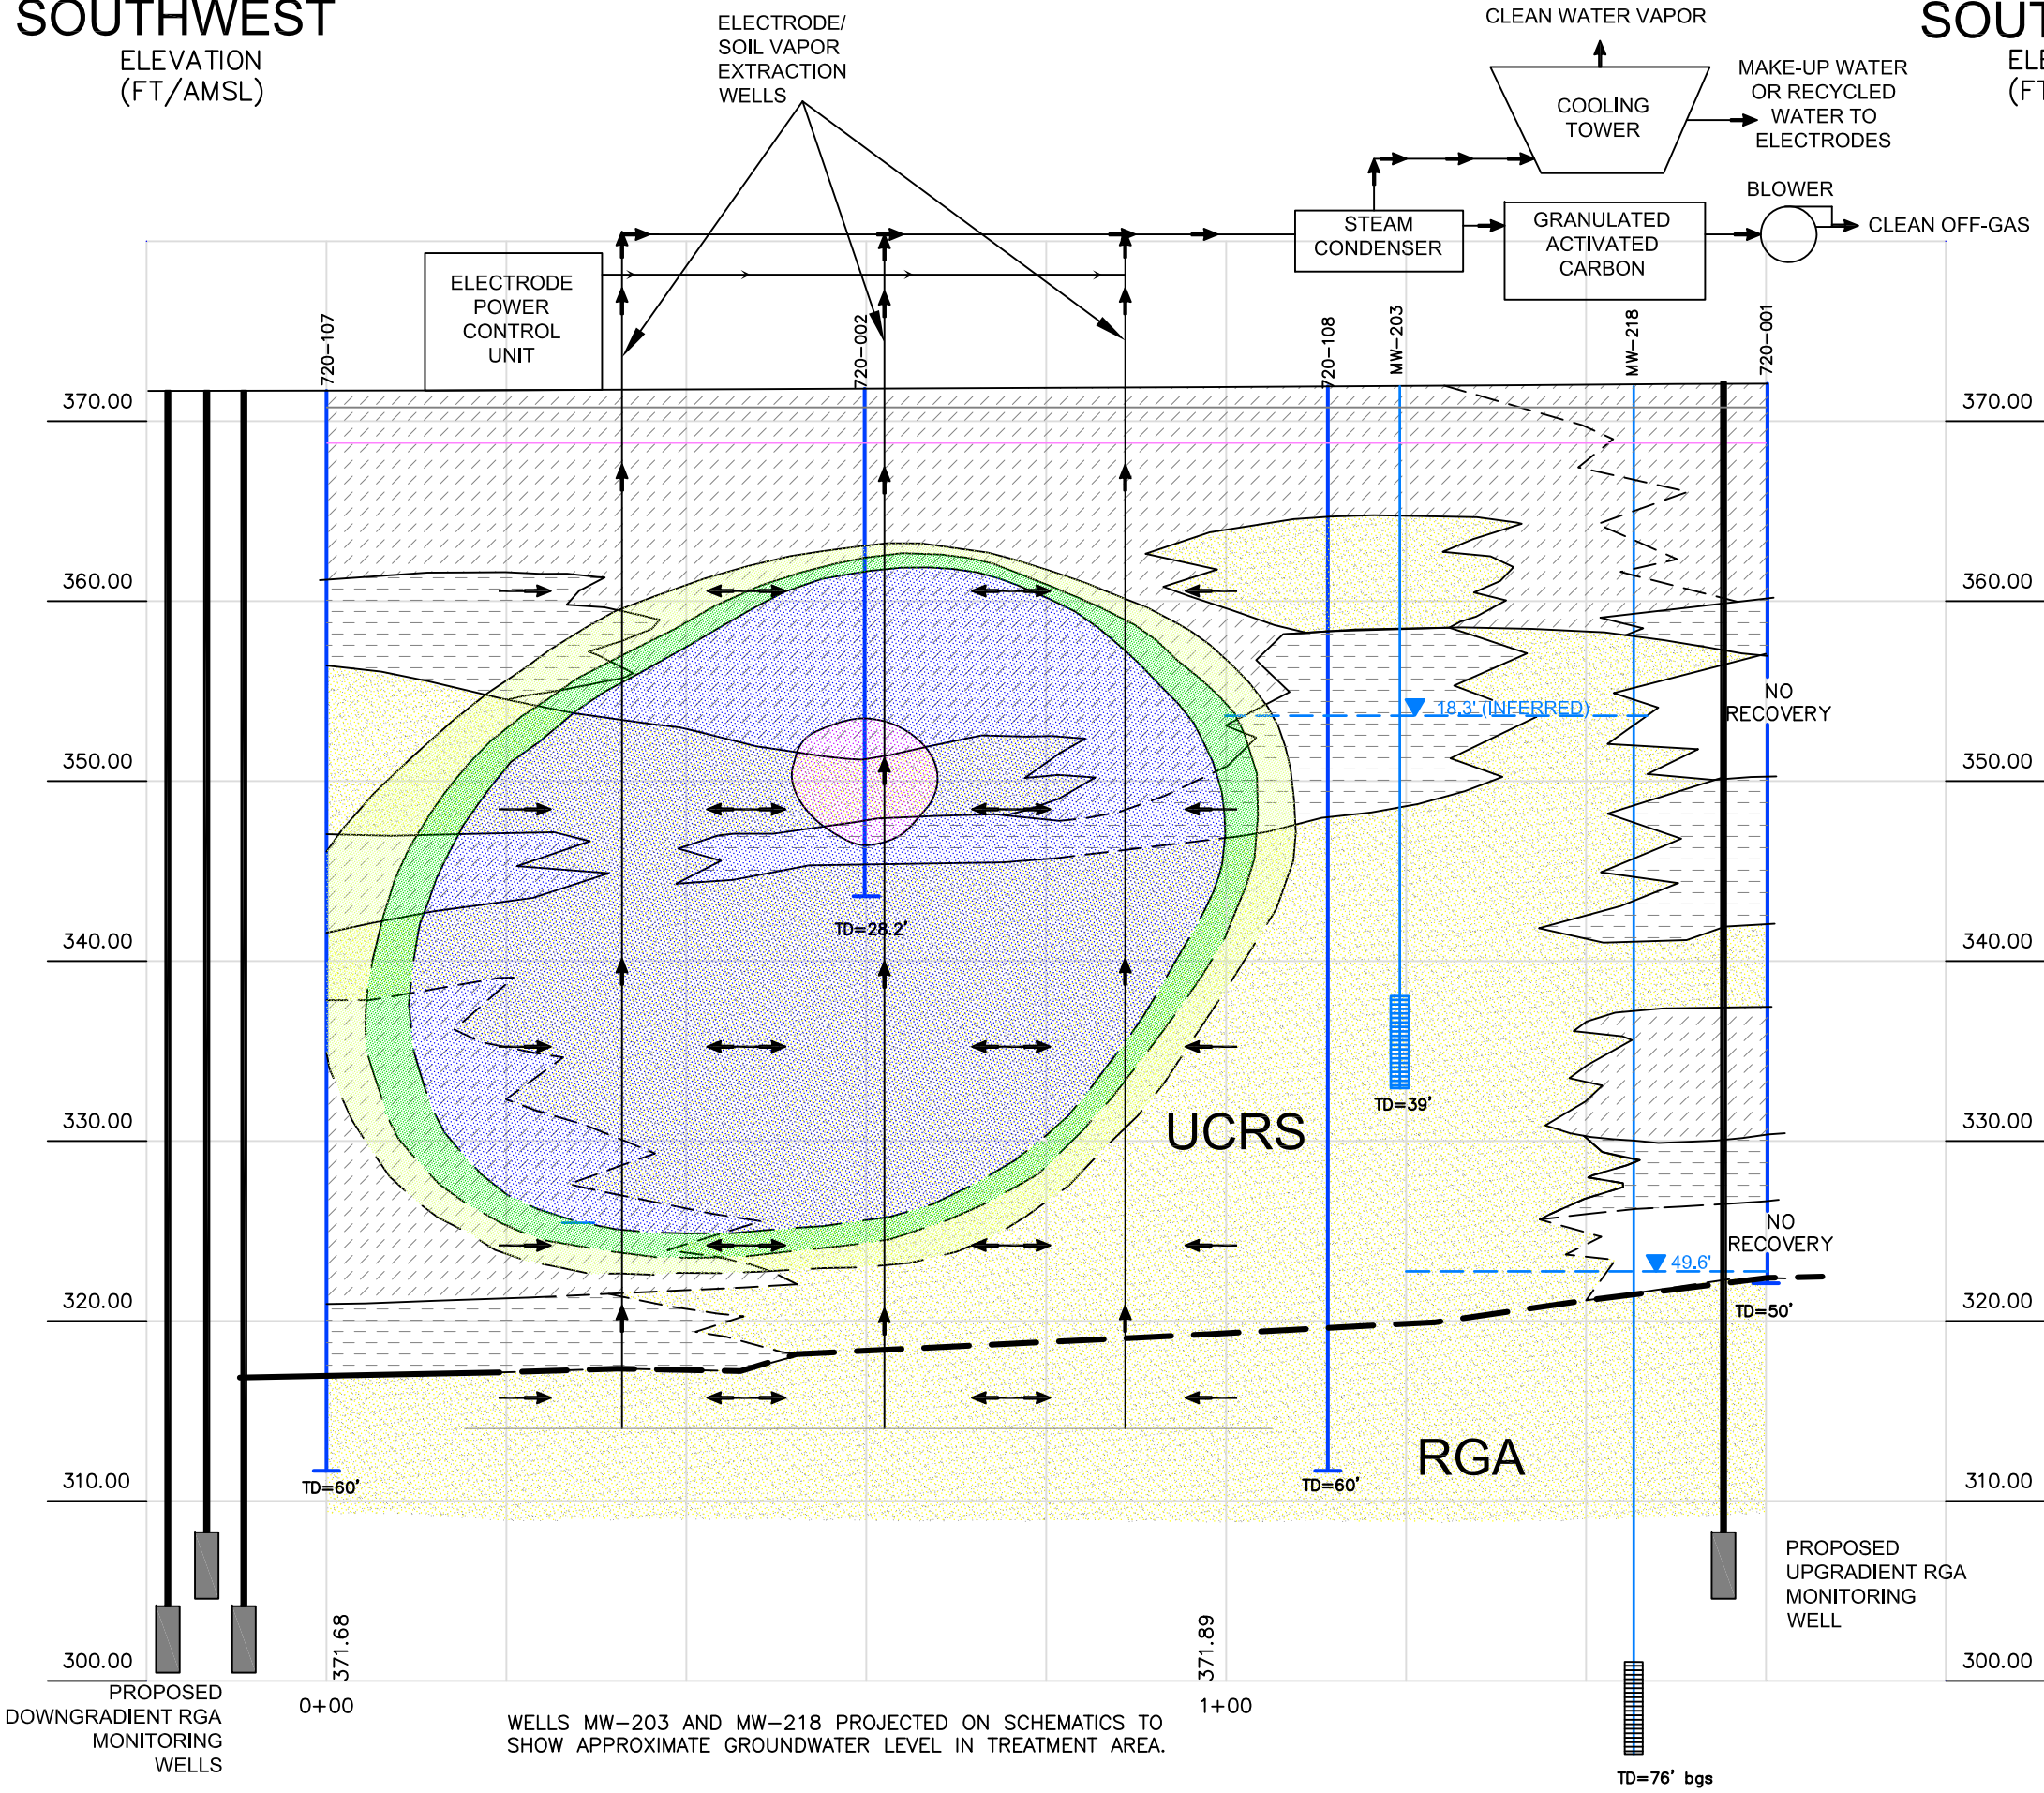 SOUTHWEST
ELEVATION
(FT/AMSL)
ELECTRODE/
SOIL VAPOR
EXTRACTION
WELLS
CLEAN WATER VAPOR
COOLING
TOWER
MAKE-UP WATER
OR RECYCLED
WATER TO
ELECTRODES
SOUT
ELE
(FT
STEAM
CONDENSER
GRANULATED
ACTIVATED
CARBON
BLOWER
CLEAN OFF-GAS
ELECTRODE
POWER
CONTROL
UNIT
720-107
720-002
720-108
MW-203
MW-218
720-001
370.00
370.00
360.00
360.00
NO
RECOVERY
18.3' (INFERRED)
350.00
350.00
TD=28.2'
340.00
340.00
TD=39'
UCRS
330.00
330.00
NO
RECOVERY
49.6'
320.00
320.00
TD=50'
RGA
TD=60'
TD=60'
310.00
310.00
PROPOSED
UPGRADIENT RGA
MONITORING
WELL
371.68
371.89
300.00
300.00
PROPOSED
DOWNGRADIENT RGA
MONITORING
WELLS
0+00
1+00
WELLS MW-203 AND MW-218 PROJECTED ON SCHEMATICS TO
SHOW APPROXIMATE GROUNDWATER LEVEL IN TREATMENT AREA.
TD=76' bgs